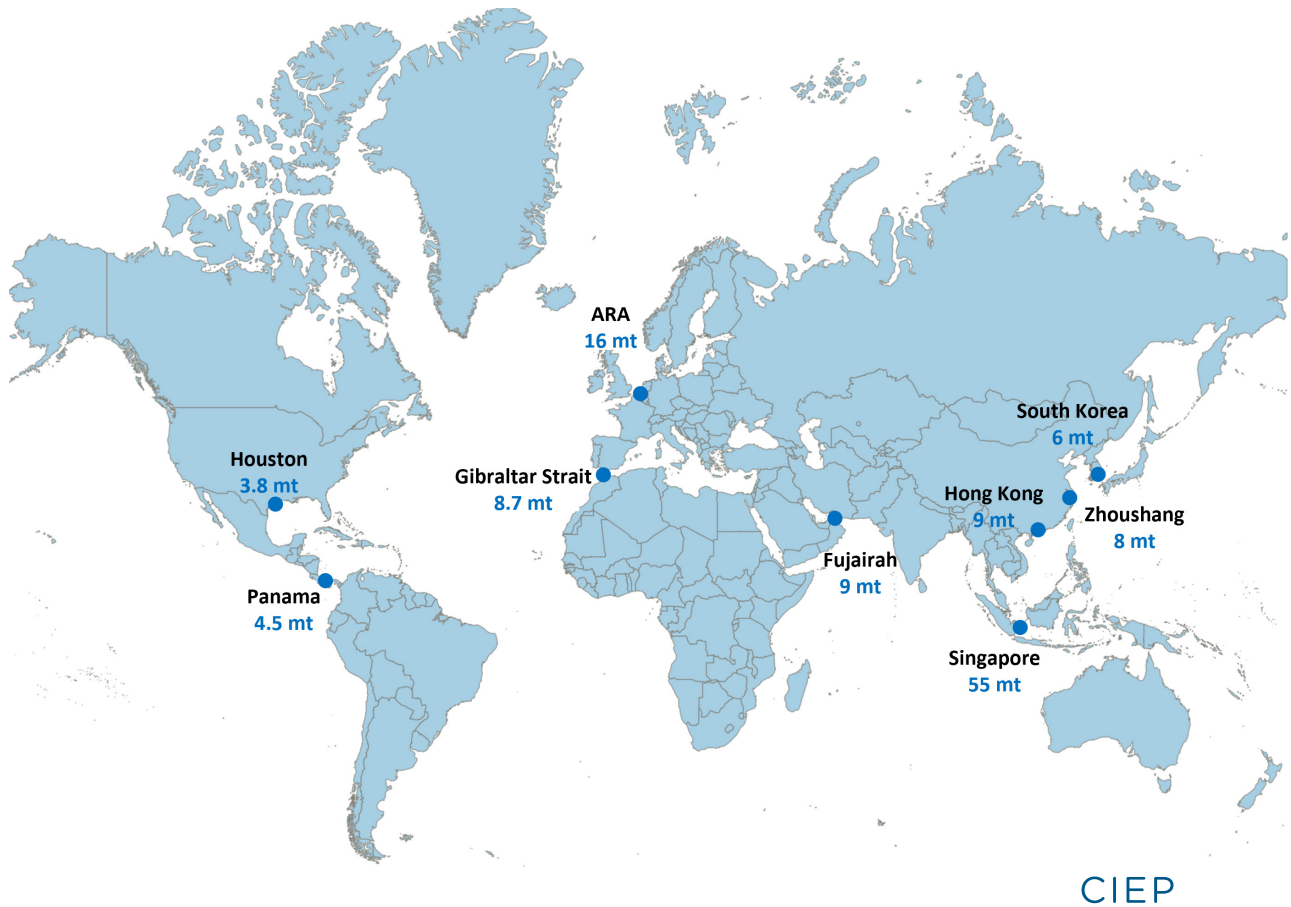 ARA
16 mt
South Korea
6 mt
Houston
3.8 mt
Gibraltar Strait
8.7 mt
Hong Kong
9 mt
Zhoushang
8 mt
Fujairah
9 mt
Panama
4.5 mt
Singapore
55 mt
CIEP